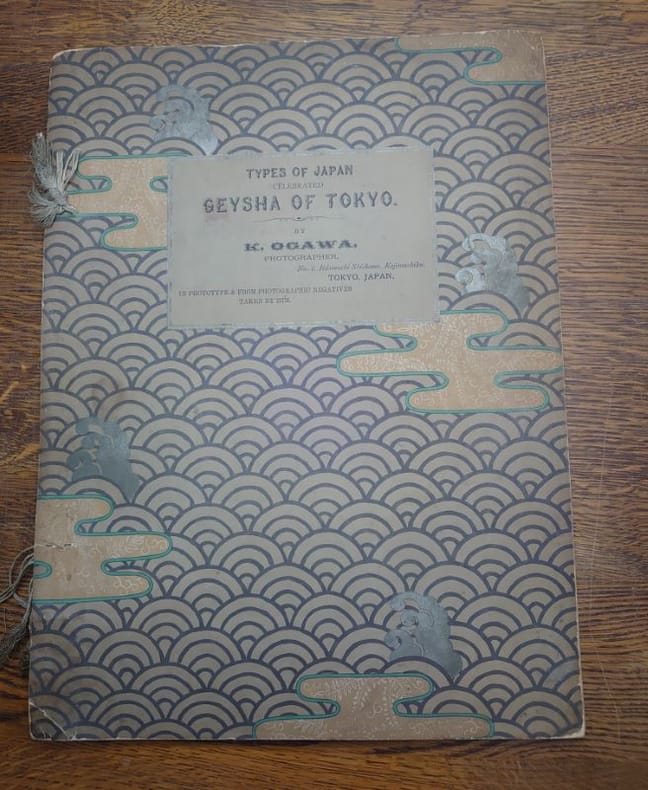 TYPES OF JAPAN
CELEBRATED
GEYSHA OF TOKYO.
BY
K. OGAWA,
PHOTOGRAPHER,
TOKYO, JAPAN,
IN PHOTOTYPE & FROM PHOTOGRAPHIC NEGATIVES
TAKEN BY HIM.